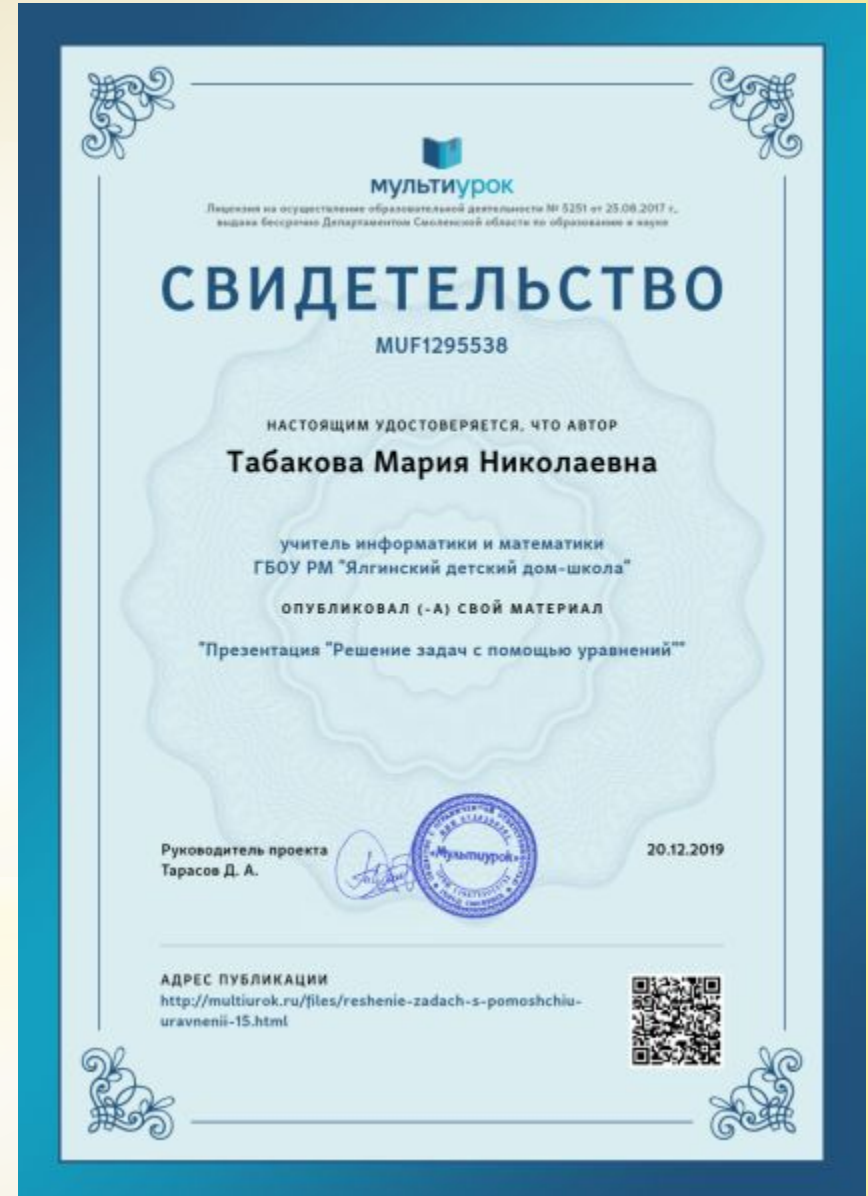 мультиурок
Лицензия на осуществление образовательной деятельности № 5251 от 25.08.2017 г.,
выдана бессрочно Департаментом Смоленской области по образованию и науке
СВИДЕТЕЛЬСТВО
MUF1295538
НАСТОЯЩИМ УДОСТОВЕРЯЕТСЯ, ЧТО АВТОР
Табакова Мария Николаевна
учитель информатики и математики
ГБОУ РМ "Ялгинский детский дом-школа"
ОПУБЛИКОВАЛ (-А) СВОЙ МАТЕРИАЛ
"Презентация "Решение задач с помощью уравнений""
Руководитель проекта
Тарасов Д. А.
«Мультиурок»
20.12.2019
АДРЕС ПУБЛИКАЦИИ
http://multiurok.ru/files/reshenie-zadach-s-pomoshchiu-
uravnenii-15.html